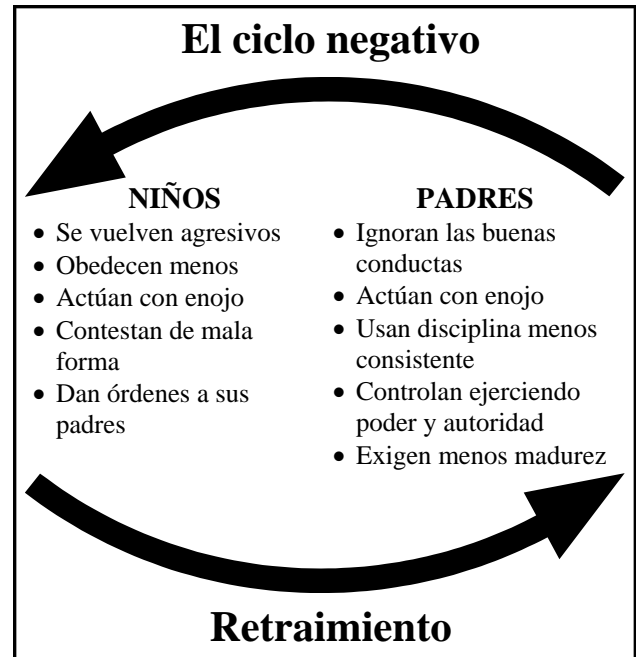 El ciclo negativo
NIÑOS
• Se vuelven agresivos
• Obedecen menos
• Actúan con enojo
• Contestan de mala
forma
• Dan órdenes a sus
padres
PADRES
• Ignoran las buenas
conductas
• Actúan con enojo
• Usan disciplina menos
consistente
• Controlan ejerciendo
poder y autoridad
• Exigen menos madurez
Retraimiento